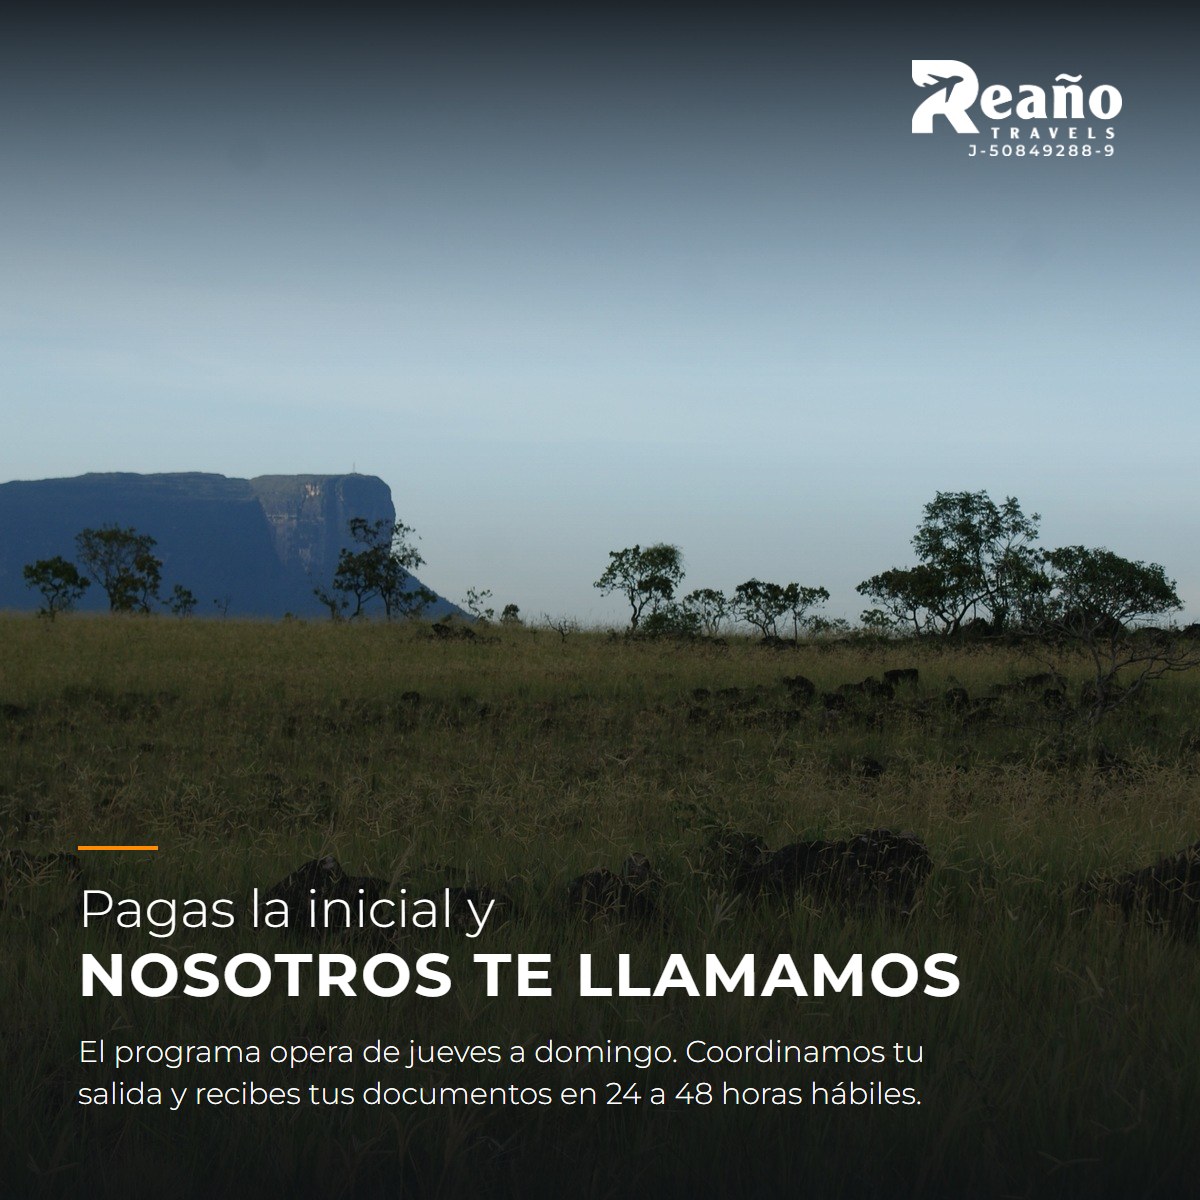 Reaño
TRAVELS
J-50849288-9
Pagas la inicial y
NOSOTROS TE LLAMAMOS
El programa opera de jueves a domingo. Coordinamos tu
salida y recibes tus documentos en 24 a 48 horas hábiles.